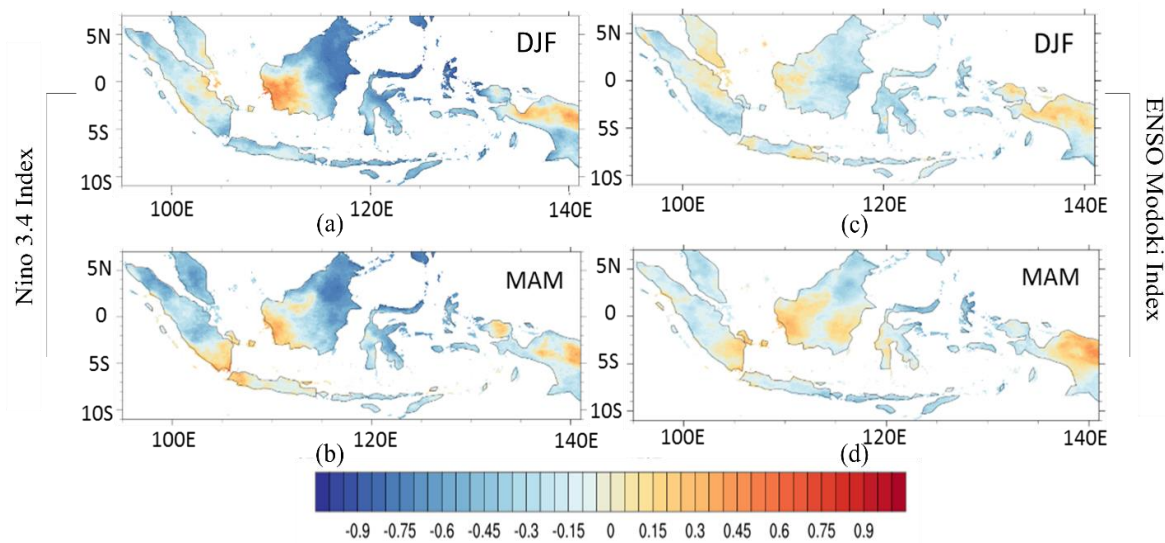 Nino 3.4 Index
5N
0
5S
10S
DJF
100E
120E
140E
(a)
5N
0
5S
10S
DJF
100E
120E
140E
(c)
ENSO Modoki Index
5N
0
5S
10S
MAM
100E
120E
140E
(b)
5N
0
5S
10S
MAM
100E
120E
140E
(d)
-0.9 -0.75 -0.6 -0.45 -0.3 -0.15 0 0.15 0.3 0.45 0.6 0.75 0.9